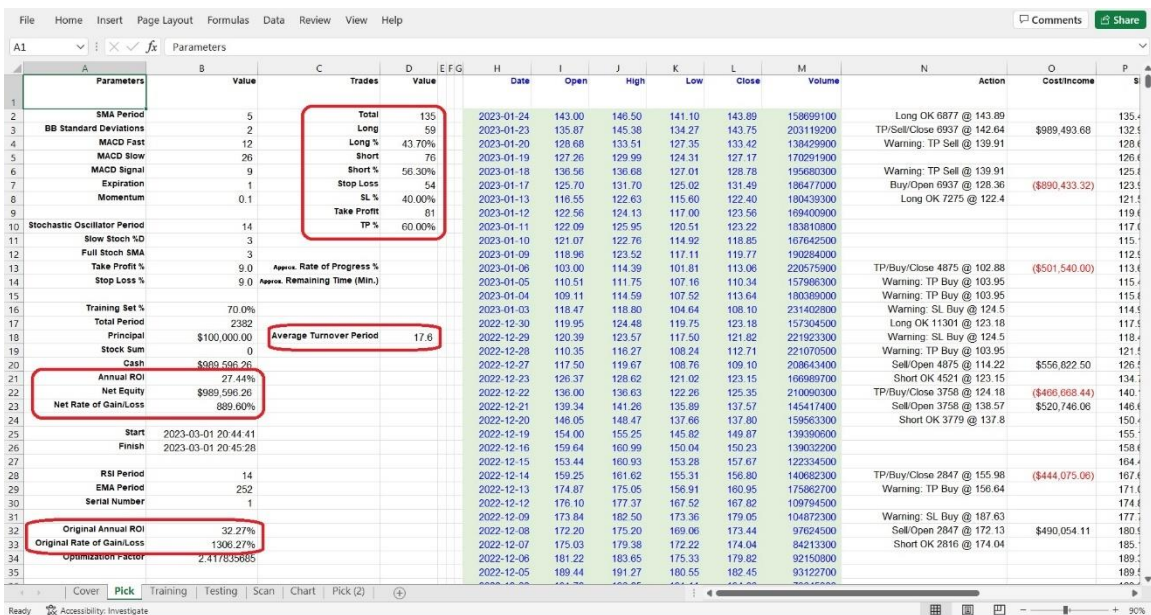 File Home Insert Page Layout Formulas Data Review View Help Comments Share
A1 fx Parameters
A B C D E F G H I J K L M N O P
1 Parameters Value Trades Value Date Open High Low Close Volume Action Cost/Income
2 SMA Period 5 Total 135 2023-01-24 143.00 146.50 141.10 143.89 158699100 Long OK 6877 @ 143.89
3 BB Standard Deviations 2 Long 59 2023-01-23 135.87 145.38 134.27 143.75 203119200 TP/Sell/Close 6937 @ 142.64 $989,493.68
4 MACD Fast 12 Long % 43.70% 2023-01-20 128.68 133.51 127.35 133.42 138429900 Warning: TP Sell @ 139.91
5 MACD Slow 26 Short 76 2023-01-19 127.26 129.99 124.31 127.17 170291900
6 MACD Signal 9 Short % 56.30% 2023-01-18 136.56 136.68 127.01 128.78 195680300 Warning: TP Sell @ 139.91
7 Expiration 1 Stop Loss 54 2023-01-17 125.70 131.70 125.02 131.49 186477000 Buy/Open 6937 @ 128.36 ($890,433.32)
8 Momentum 0.1 SL % 40.00% 2023-01-13 116.55 122.63 115.60 122.40 180439300 Long OK 7275 @ 122.4
9 Take Profit 81 2023-01-12 122.56 124.13 117.00 123.56 169400900
10 Stochastic Oscillator Period 14 TP % 60.00% 2023-01-11 122.09 125.95 120.51 123.22 183810800
11 Slow Stoch %D 3 2023-01-10 121.07 122.76 114.92 118.85 167642500
12 Full Stoch SMA 3 2023-01-09 118.96 123.52 117.11 119.77 190284000
13 Take Profit % 9.0 Approx. Rate of Progress % 2023-01-06 103.00 114.39 101.81 113.06 220575900 TP/Buy/Close 4875 @ 102.88 ($501,540.00)
14 Stop Loss % 9.0 Approx. Remaining Time (Min.) 2023-01-05 110.51 111.75 107.16 110.34 157986300 Warning: TP Buy @ 103.95
15 2023-01-04 109.11 114.59 107.52 113.64 180389000 Warning: TP Buy @ 103.95
16 Training Set % 70.0% 2023-01-03 118.47 118.80 104.64 108.10 231402800 Warning: SL Buy @ 124.5
17 Total Period 2382 2022-12-30 119.95 124.48 119.75 123.18 157304500 Long OK 11301 @ 123.18
18 Principal $100,000.00 Average Turnover Period 17.6 2022-12-29 120.39 123.57 117.50 121.82 221923300 Warning: SL Buy @ 124.5
19 Stock Sum 0 2022-12-28 110.35 116.27 108.24 112.71 221070500 Warning: TP Buy @ 103.95
20 Cash $989,596.26 2022-12-27 117.50 119.67 108.76 109.10 208643400 Sell/Open 4875 @ 114.22 $556,822.50
21 Annual ROI 27.44% 2022-12-23 126.37 128.62 121.02 123.15 166989700 Short OK 4521 @ 123.15
22 Net Equity $989,596.26 2022-12-22 136.00 136.63 122.26 125.35 210090300 TP/Buy/Close 3758 @ 124.18 ($466,668.44)
23 Net Rate of Gain/Loss 889.60% 2022-12-21 139.34 141.26 135.89 137.57 145417400 Sell/Open 3758 @ 138.57 $520,746.06
24 2022-12-20 146.05 148.47 137.66 137.80 159563300 Short OK 3779 @ 137.8
25 Start 2023-03-01 20:44:41 2022-12-19 154.00 155.25 145.82 149.87 139390600
26 Finish 2023-03-01 20:45:28 2022-12-16 159.64 160.99 150.04 150.23 139032200
27 2022-12-15 153.44 160.93 153.28 157.67 122334500
28 RSI Period 14 2022-12-14 159.25 161.62 155.31 156.80 140682300 TP/Buy/Close 2847 @ 155.98 ($444,075.06)
29 EMA Period 252 2022-12-13 174.87 175.05 156.91 160.95 175862700 Warning: TP Buy @ 156.64
30 Serial Number 1 2022-12-12 176.10 177.37 167.52 167.82 109794500
31 2022-12-09 173.84 182.50 173.36 179.05 104872300 Warning: SL Buy @ 187.63
32 Original Annual ROI 32.27% 2022-12-08 172.20 175.20 169.06 173.44 97624500 Sell/Open 2847 @ 172.13 $490,054.11
33 Original Rate of Gain/Loss 1306.27% 2022-12-07 175.03 179.38 172.22 174.04 84213300 Short OK 2816 @ 174.04
34 Optimization Factor 2.417835685 2022-12-06 181.22 183.65 175.33 179.82 92150800
35 2022-12-05 189.44 191.27 180.55 182.45 93122700
Cover Pick Training Testing Scan Chart Pick (2)
Ready Accessibility: Investigate 90%